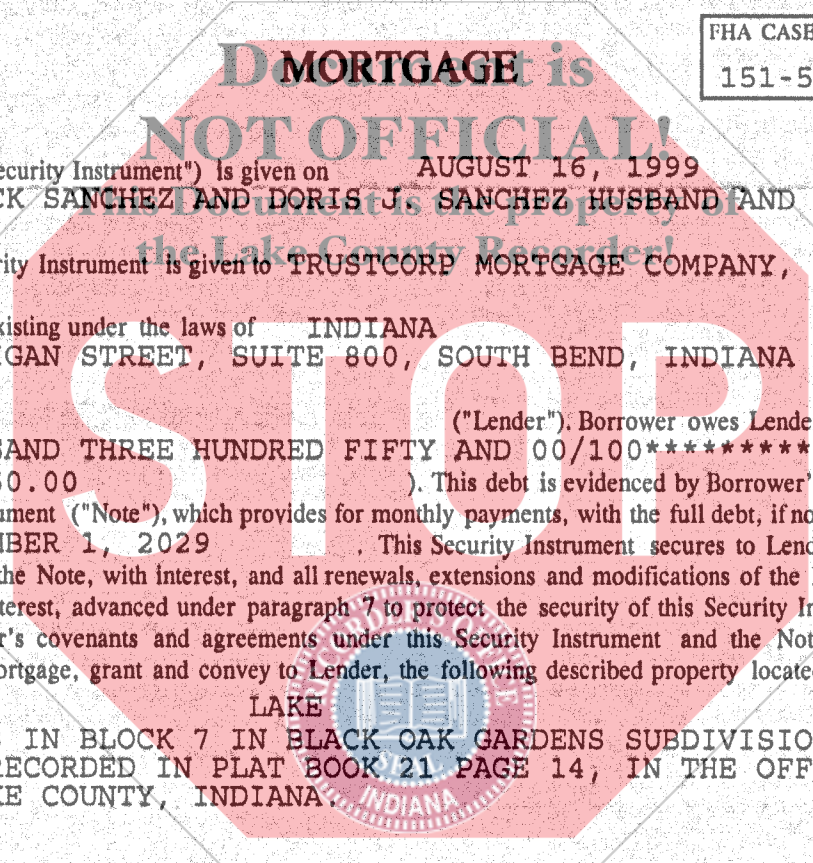 FHA CASE
MORTGAGE
151-5
Document is
NOT OFFICIAL!
ecurity Instrument") is given on AUGUST 16, 1999
CK SANCHEZ AND DORIS J. SANCHEZ HUSBAND AND
This Document is the property of
the Lake County Recorder!
rity Instrument is given to TRUSTCORP MORTGAGE COMPANY,
xisting under the laws of INDIANA
IGAN STREET, SUITE 800, SOUTH BEND, INDIANA
STOP
("Lender"). Borrower owes Lende
SAND THREE HUNDRED FIFTY AND 00/100*********
50.00 ). This debt is evidenced by Borrower'
ument ("Note"), which provides for monthly payments, with the full debt, if no
MBER 1, 2029 . This Security Instrument secures to Lend
the Note, with interest, and all renewals, extensions and modifications of the
terest, advanced under paragraph 7 to protect the security of this Security In
er's covenants and agreements under this Security Instrument and the Not
ortgage, grant and convey to Lender, the following described property locate
LAKE
IN BLOCK 7 IN BLACK OAK GARDENS SUBDIVISIO
RECORDED IN PLAT BOOK 21 PAGE 14, IN THE OFF
KE COUNTY, INDIANA.
RECORDER'S OFFICE
SEAL
INDIANA